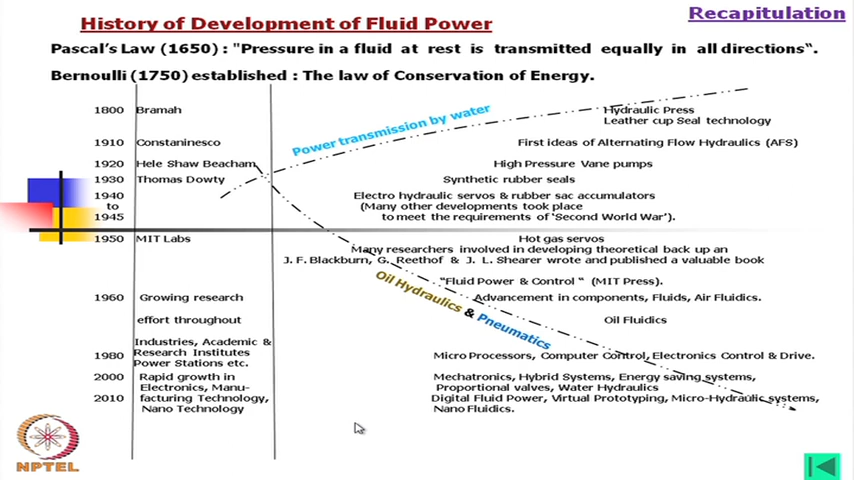 Recapitulation
History of Development of Fluid Power
Pascal's Law (1650) : "Pressure in a fluid at rest is transmitted equally in all directions".
Bernoulli (1750) established : The law of Conservation of Energy.
1800 Bramah Hydraulic Press
Leather cup Seal technology
Power transmission by water
1910 Constaninesco First ideas of Alternating Flow Hydraulics (AFS)
1920 Hele Shaw Beacham High Pressure Vane pumps
1930 Thomas Dowty Synthetic rubber seals
1940 Electro hydraulic servos & rubber sac accumulators
to (Many other developments took place
1945 to meet the requirements of 'Second World War').
1950 MIT Labs Hot gas servos
Many researchers involved in developing theoretical back up an
J. F. Blackburn, G. Reethof & J. L. Shearer wrote and published a valuable book
"Fluid Power & Control " (MIT Press).
Oil Hydraulics & Pneumatics
1960 Growing research Advancement in components, Fluids, Air Fluidics.
effort throughout Oil Fluidics
Industries, Academic &
Research Institutes
1980 Power Stations etc. Micro Processors, Computer Control, Electronics Control & Drive.
2000 Rapid growth in Mechatronics, Hybrid Systems, Energy saving systems,
Electronics, Manu- Proportional valves, Water Hydraulics
2010 facturing Technology, Digital Fluid Power, Virtual Prototyping, Micro-Hydraulic systems,
Nano Technology Nano Fluidics.
NPTEL